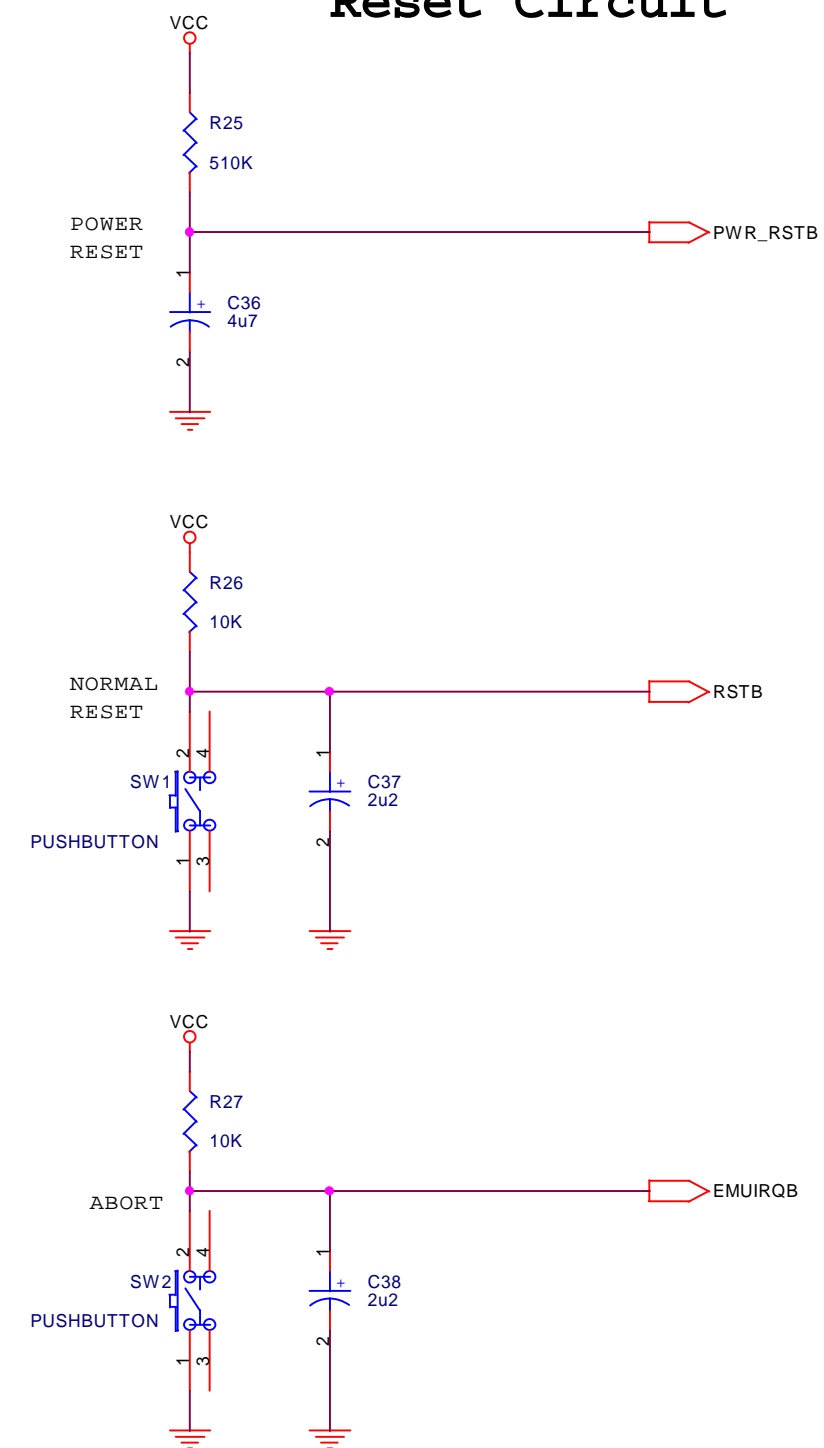 Reset Circuit
VCC
R25
510K
POWER
RESET
PWR_RSTB
1
C36
4u7
+
2
VCC
R26
10K
NORMAL
RESET
RSTB
2 4
1
SW1
+
C37
2u2
PUSHBUTTON
1 3
2
VCC
R27
10K
ABORT
EMUIRQB
2 4
1
SW2
+
C38
2u2
PUSHBUTTON
1 3
2